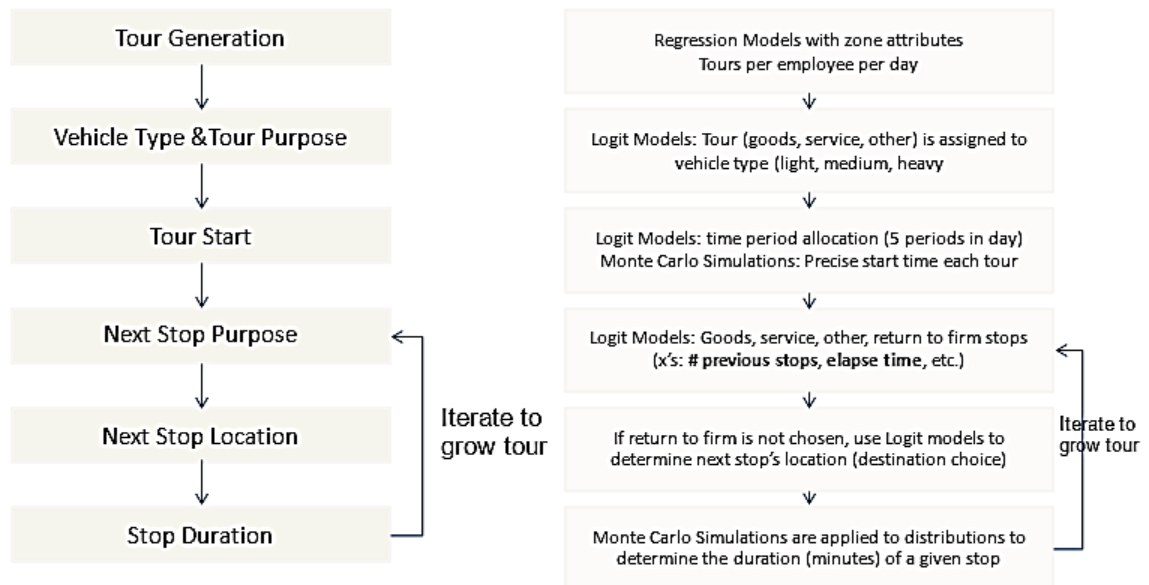 Tour Generation
Vehicle Type &Tour Purpose
Tour Start
Next Stop Purpose
Next Stop Location
Stop Duration
Iterate to
grow tour
Regression Models with zone attributes
Tours per employee per day
Logit Models: Tour (goods, service, other) is assigned to
vehicle type (light, medium, heavy
Logit Models: time period allocation (5 periods in day)
Monte Carlo Simulations: Precise start time each tour
Logit Models: Goods, service, other, return to firm stops
(x's: # previous stops, elapse time, etc.)
If return to firm is not chosen, use Logit models to
determine next stop's location (destination choice)
Monte Carlo Simulations are applied to distributions to
determine the duration (minutes) of a given stop
Iterate to
grow tour